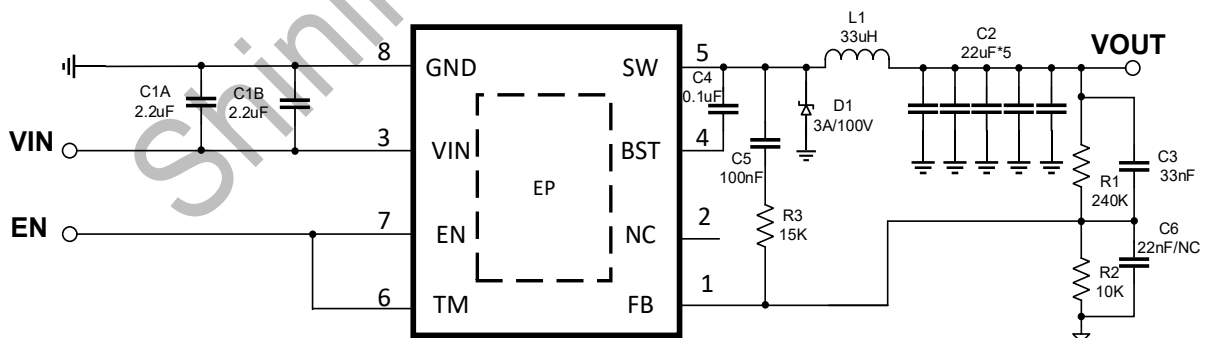 L1
33uH
C2
22uF*5
VOUT
8
GND
SW
5
C4
0.1uF
C1A
2.2uF
C1B
2.2uF
D1
3A/100V
VIN
3
VIN
BST
4
C5
100nF
EP
C3
33nF
R1
240K
R3
15K
EN
7
EN
NC
2
C6
22nF/NC
6
TM
FB
1
R2
10K